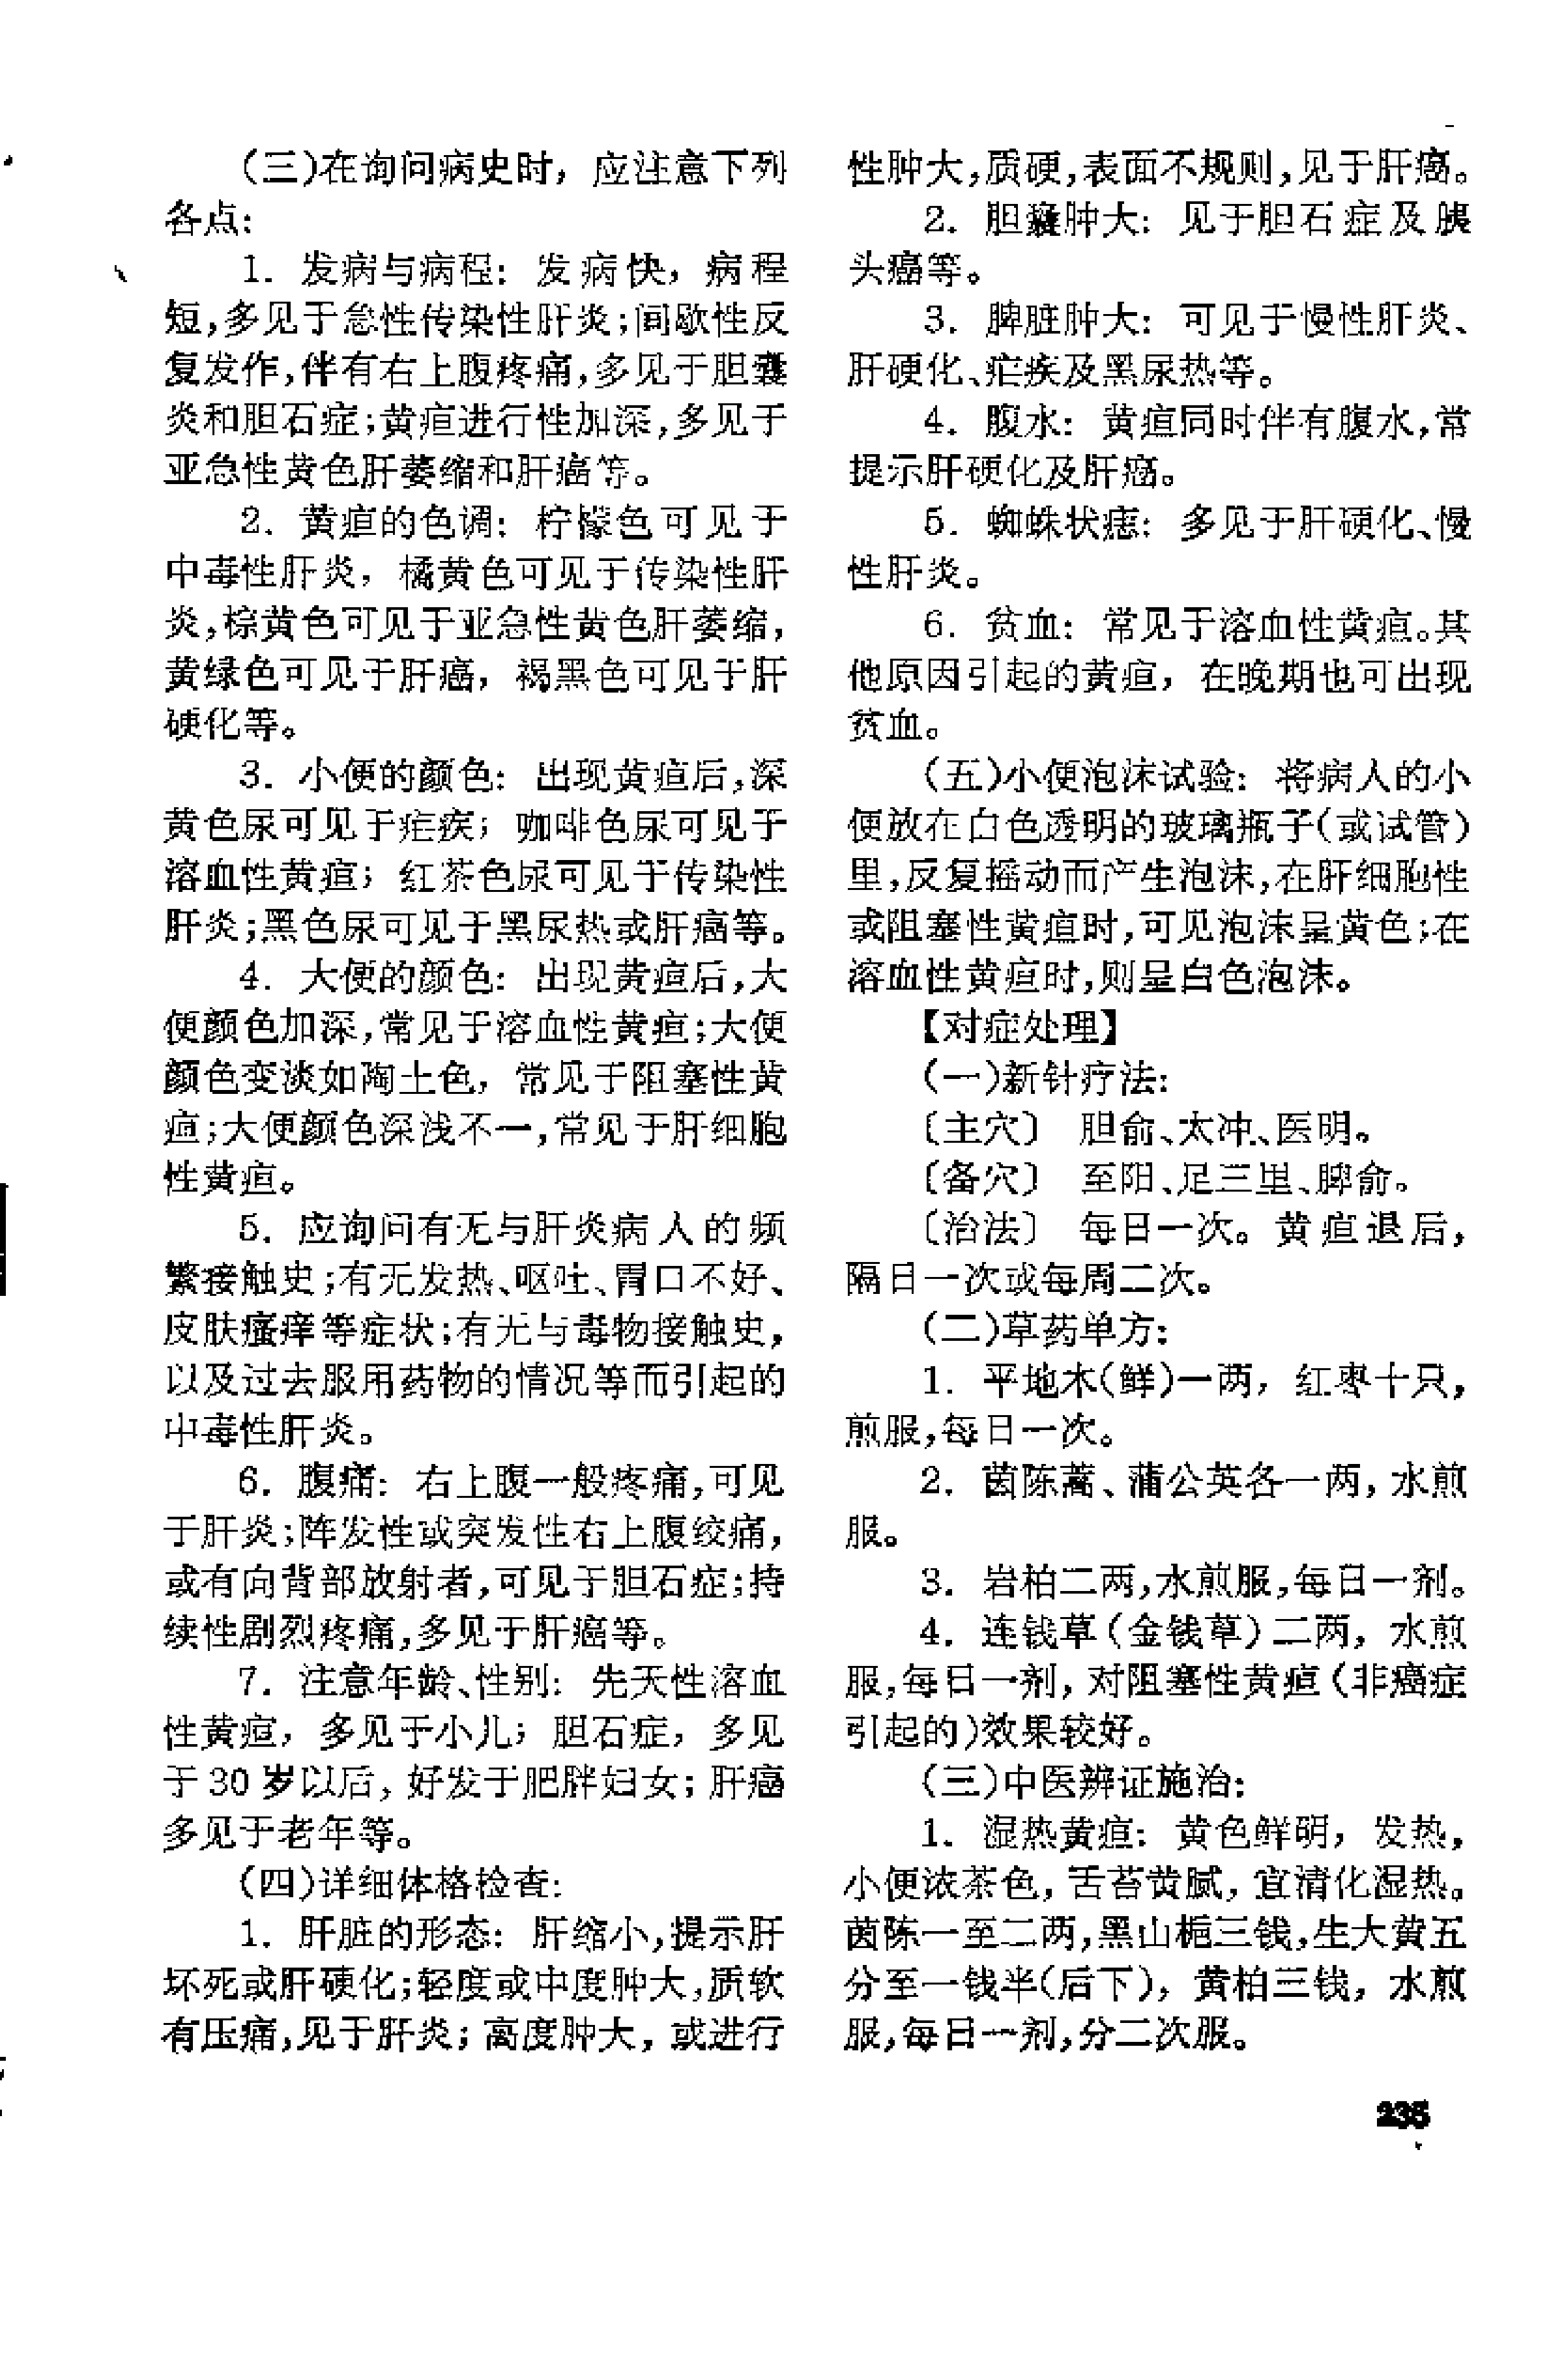 (三)在询问病史时，应注意下列
各点:
1. 发病与病程: 发病快，病程
短,多见于急性传染性肝炎;间歇性反
复发作,伴有右上腹疼痛,多见于胆囊
炎和胆石症;黄疸进行性加深,多见于
亚急性黄色肝萎缩和肝癌等。
2. 黄疸的色调: 柠檬色可见于
中毒性肝炎，橘黄色可见于传染性肝
炎,棕黄色可见于亚急性黄色肝萎缩，
黄绿色可见于肝癌，褐黑色可见于肝
硬化等。
3. 小便的颜色: 出现黄疸后,深
黄色尿可见于疟疾；咖啡色尿可见于
溶血性黄疸；红茶色尿可见于传染性
肝炎;黑色尿可见于黑尿热或肝癌等。
4. 大便的颜色: 出现黄疸后,大
便颜色加深,常见于溶血性黄疸;大便
颜色变淡如陶土色，常见于阻塞性黄
疸;大便颜色深浅不一,常见于肝细胞
性黄疸。
5. 应询问有无与肝炎病人的频
繁接触史;有无发热、呕吐、胃口不好、
皮肤瘙痒等症状;有无与毒物接触史，
以及过去服用药物的情况等而引起的
中毒性肝炎。
6. 腹痛: 右上腹一般疼痛,可见
于肝炎;阵发性或突发性右上腹绞痛，
或有向背部放射者,可见于胆石症;持
续性剧烈疼痛,多见于肝癌等。
7. 注意年龄、性别: 先天性溶血
性黄疸，多见于小儿；胆石症，多见
于30岁以后，好发于肥胖妇女；肝癌
多见于老年等。
(四)详细体格检查:
1. 肝脏的形态: 肝缩小,提示肝
坏死或肝硬化;轻度或中度肿大,质软
有压痛,见于肝炎；高度肿大，或进行
性肿大,质硬,表面不规则,见于肝癌。
2. 胆囊肿大: 见于胆石症及胰
头癌等。
3. 脾脏肿大: 可见于慢性肝炎、
肝硬化、疟疾及黑尿热等。
4. 腹水: 黄疸同时伴有腹水,常
提示肝硬化及肝癌。
5. 蜘蛛状痣: 多见于肝硬化、慢
性肝炎。
6. 贫血: 常见于溶血性黄疸。其
他原因引起的黄疸，在晚期也可出现
贫血。
(五)小便泡沫试验: 将病人的小
便放在白色透明的玻璃瓶子(或试管)
里,反复摇动而产生泡沫,在肝细胞性
或阻塞性黄疸时,可见泡沫呈黄色;在
溶血性黄疸时,则呈白色泡沫。
【对症处理】
(一)新针疗法:
〔主穴〕 胆俞、太冲、医明。
〔备穴〕 至阳、足三里、脾俞。
〔治法〕 每日一次。黄疸退后，
隔日一次或每周二次。
(二)草药单方:
1. 平地木(鲜)一两，红枣十只，
煎服,每日一次。
2. 茵陈蒿、蒲公英各一两，水煎
服。
3. 岩柏二两,水煎服,每日一剂。
4. 连钱草(金钱草)二两，水煎
服,每日一剂，对阻塞性黄疸(非癌症
引起的)效果较好。
(三)中医辨证施治:
1. 湿热黄疸: 黄色鲜明，发热，
小便浓茶色，舌苔黄腻，宜清化湿热。
茵陈一至二两,黑山栀三钱,生大黄五
分至一钱半(后下)，黄柏三钱，水煎
服,每日一剂,分二次服。
235